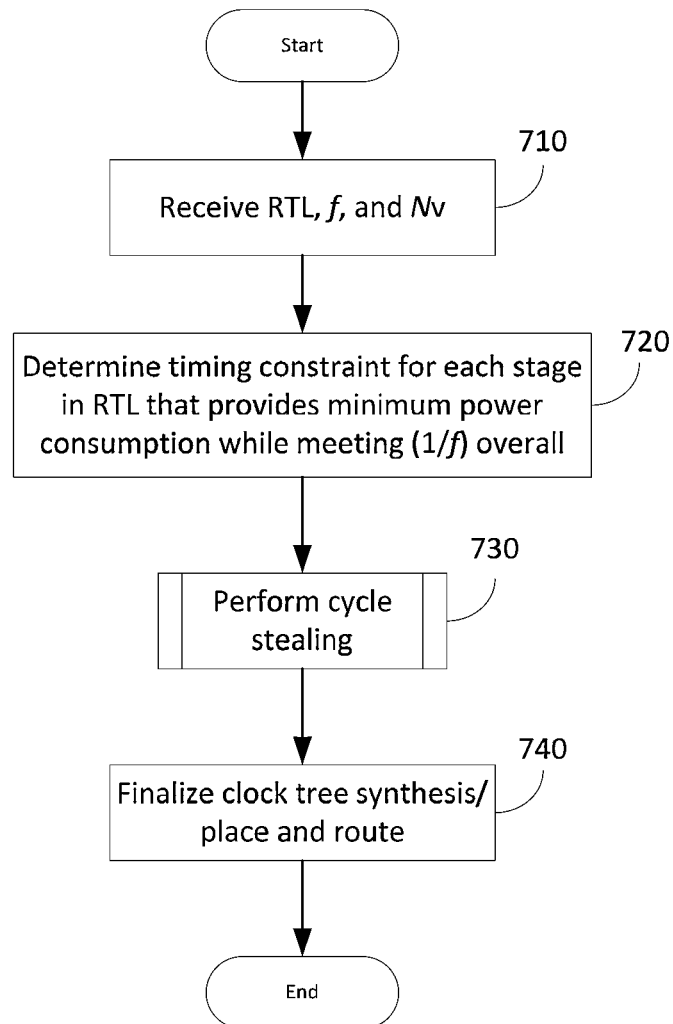 Start
710
Receive RTL, f, and Nv
720
Determine timing constraint for each stage
in RTL that provides minimum power
consumption while meeting (1/f) overall
730
Perform cycle
stealing
740
Finalize clock tree synthesis/
place and route
End